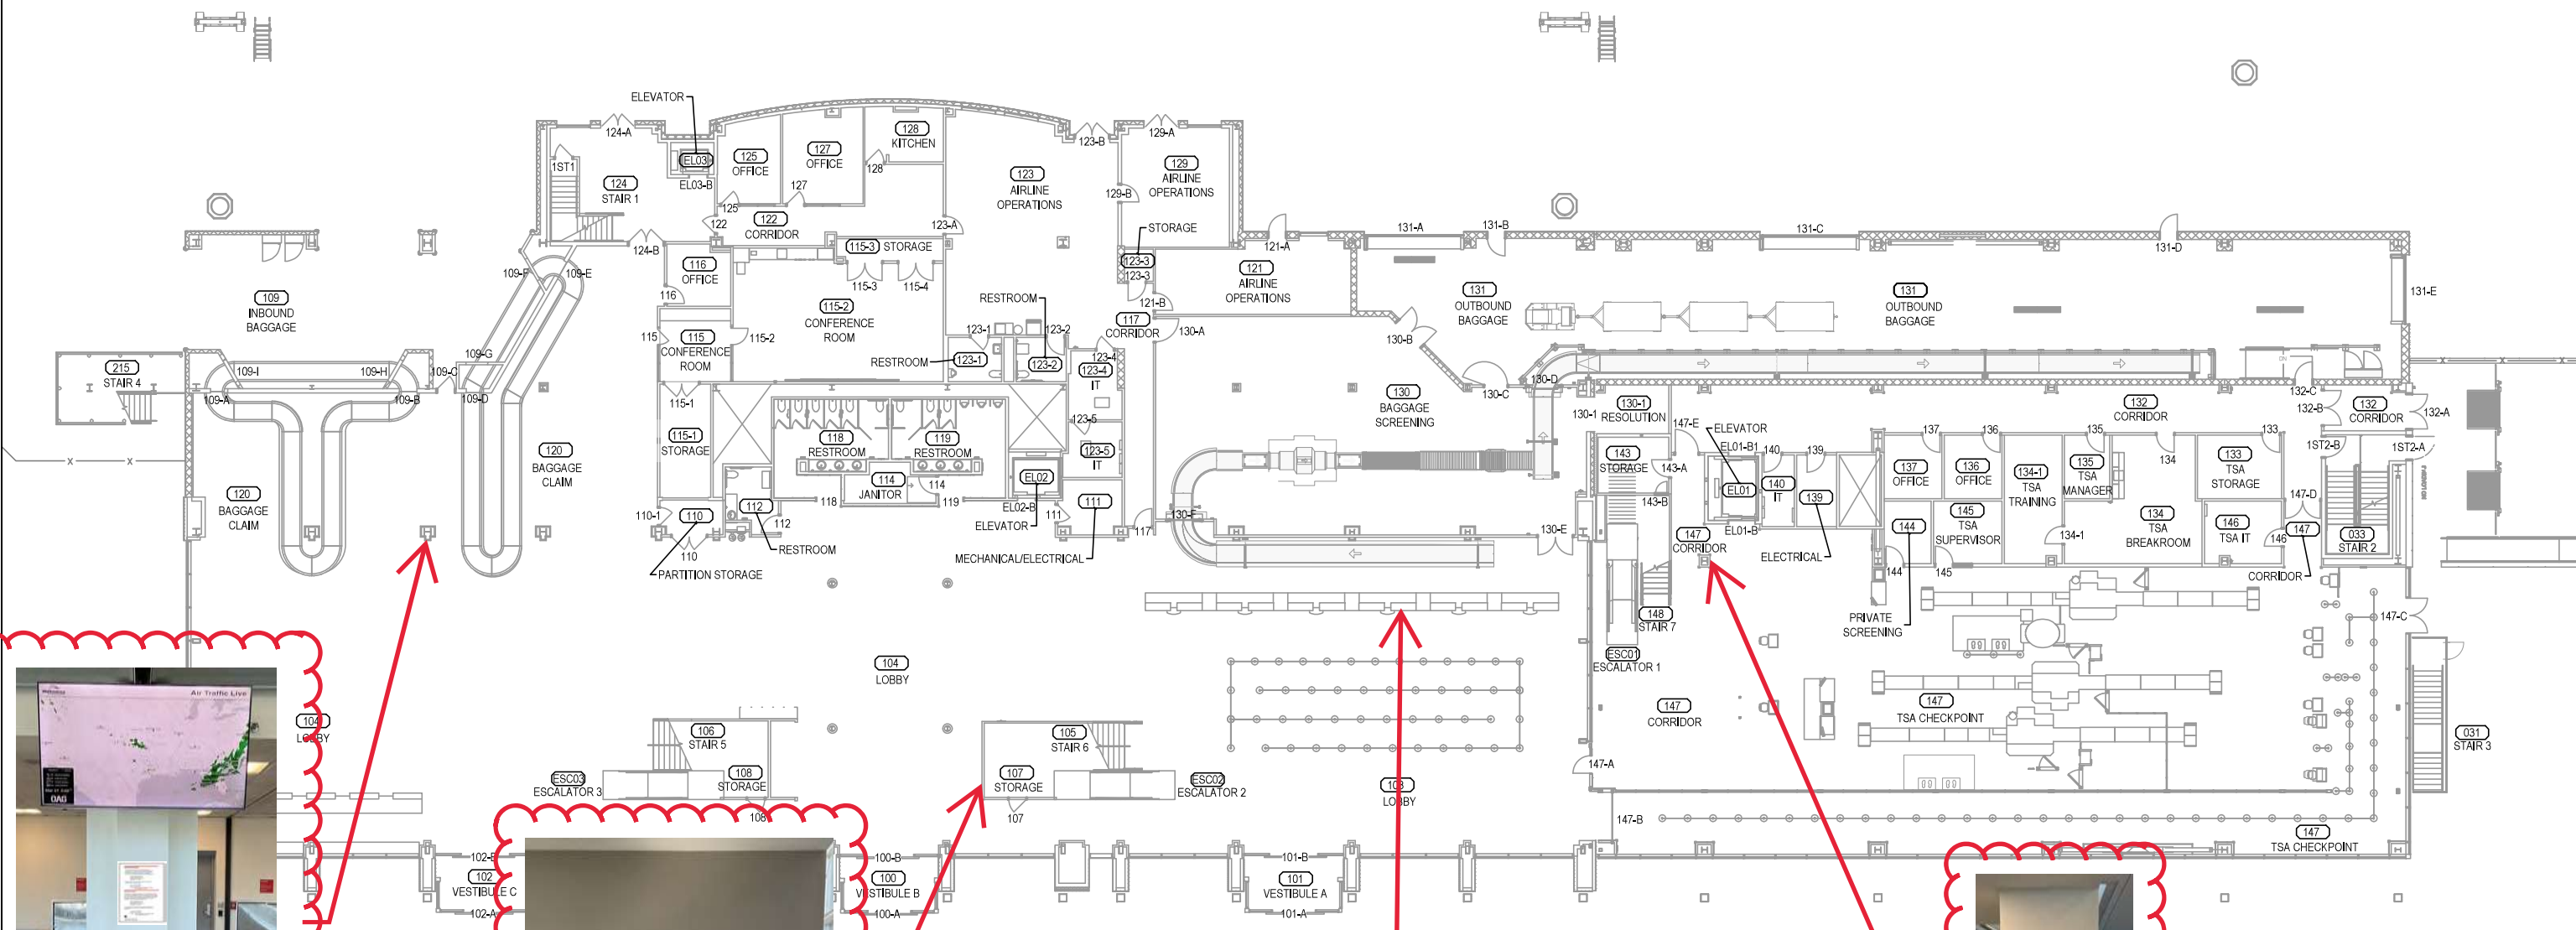 ELEVATOR
124-A
1ST1
EL03
EL03-B
124
STAIR 1
124-B
125
OFFICE
125
127
OFFICE
127
128
KITCHEN
128
122
122
CORRIDOR
123
AIRLINE
OPERATIONS
123-A
123-B
129-A
129
AIRLINE
OPERATIONS
129-B
STORAGE
123-3
123-3
121-A
121
AIRLINE
OPERATIONS
121-B
117
CORRIDOR
130-A
131-A
131-B
131-C
131-D
131-E
131
OUTBOUND
BAGGAGE
131
OUTBOUND
BAGGAGE
130-B
130-C
130-D
109
INBOUND
BAGGAGE
109-F
109-E
109-G
109-I
109-H
109-C
109-A
109-B
109-D
215
STAIR 4
116
OFFICE
116
115-3 STORAGE
115-3
115-4
115-2
CONFERENCE
ROOM
115
115-2
115
CONFERENCE
ROOM
115-1
115-1
STORAGE
RESTROOM
123-1
123-2
RESTROOM
123-1
123-2
123-4
123-4
IT
123-5
123-5
IT
118
RESTROOM
119
RESTROOM
114
JANITOR
114
118
119
EL02
EL02-B
ELEVATOR
111
111
MECHANICAL/ELECTRICAL
117
112
112
RESTROOM
110-1
110
110
PARTITION STORAGE
120
BAGGAGE
CLAIM
120
BAGGAGE
CLAIM
130
BAGGAGE
SCREENING
130-1
RESOLUTION
130-1
130-F
130-E
143
STORAGE
143-A
143-B
147-E
ELEVATOR
EL01-B1
EL01
EL01-B
140
140
IT
139
139
ELECTRICAL
147
CORRIDOR
148
STAIR 7
ESC01
ESCALATOR 1
132
CORRIDOR
132-C
132-B
132
CORRIDOR
132-A
137
137
OFFICE
136
136
OFFICE
134-1
TSA
TRAINING
135
135
TSA
MANAGER
134
133
133
TSA
STORAGE
1ST2-B
1ST2-A
147-D
144
144
145
TSA
SUPERVISOR
145
134-1
134
TSA
BREAKROOM
146
TSA IT
146
147
CORRIDOR
033
STAIR 2
PRIVATE
SCREENING
147-C
031
STAIR 3
147
TSA CHECKPOINT
147
CORRIDOR
147-A
147-B
147
TSA CHECKPOINT
104
LOBBY
104
LOBBY
103
LOBBY
106
STAIR 5
108
STORAGE
108
ESC03
ESCALATOR 3
105
STAIR 6
107
STORAGE
107
ESC02
ESCALATOR 2
102-B
102
VESTIBULE C
102-A
100-B
100
VESTIBULE B
100-A
101-B
101
VESTIBULE A
101-A
Air Traffic Live
OAG